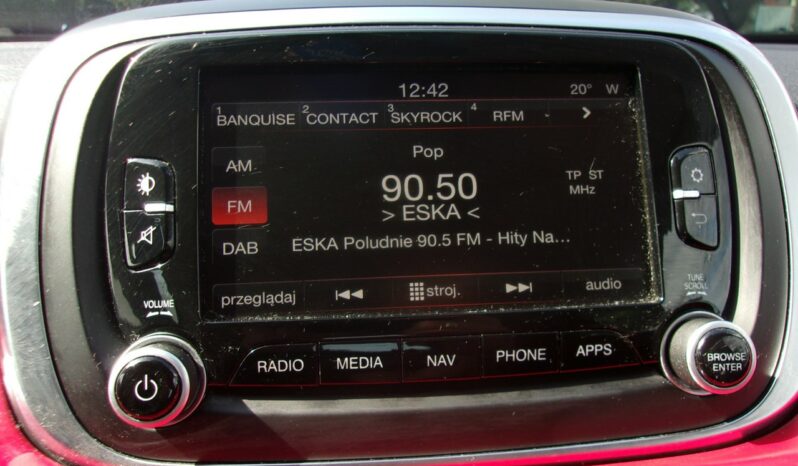 12:42 20° W
1 BANQUISE 2 CONTACT 3 SKYROCK 4 RFM - >
AM
Pop
FM
90.50
TP ST
MHz
> ESKA <
DAB
ESKA Poludnie 90.5 FM - Hity Na...
przeglądaj
stroj.
audio
VOLUME
TUNE
SCROLL
RADIO
MEDIA
NAV
PHONE
APPS
BROWSE
ENTER